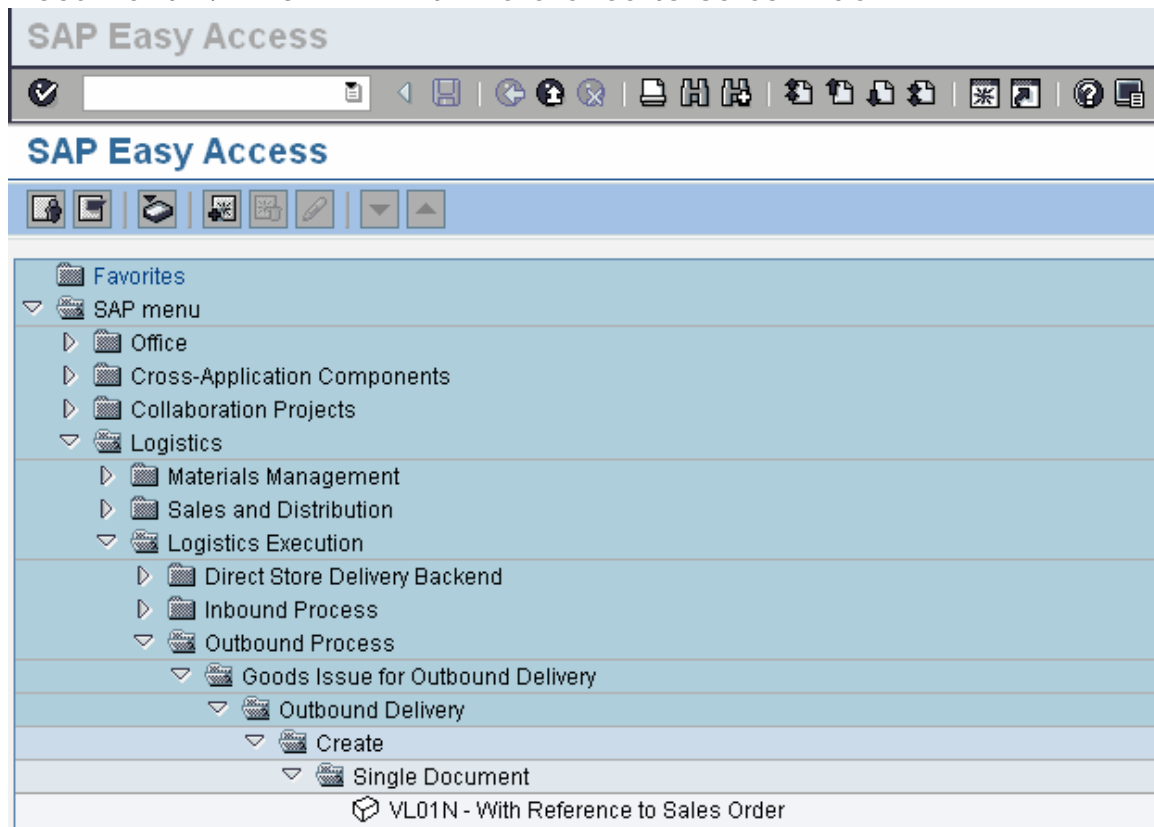 SAP Easy Access
SAP Easy Access
Favorites
SAP menu
Office
Cross-Application Components
Collaboration Projects
Logistics
Materials Management
Sales and Distribution
Logistics Execution
Direct Store Delivery Backend
Inbound Process
Outbound Process
Goods Issue for Outbound Delivery
Outbound Delivery
Create
Single Document
VL01N - With Reference to Sales Order